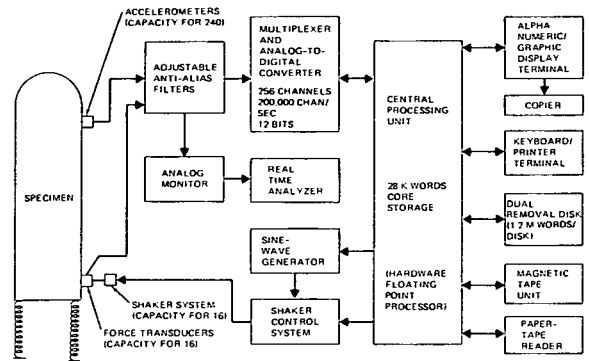 ACCELEROMETERS
(CAPACITY FOR 240)
SPECIMEN
ADJUSTABLE
ANTI-ALIAS
FILTERS
MULTIPLEXER
AND
ANALOG-TO-
DIGITAL
CONVERTER
256 CHANNELS
200,000 CHAN/
SEC
12 BITS
ANALOG
MONITOR
REAL
TIME
ANALYZER
SINE-
WAVE
GENERATOR
SHAKER
CONTROL
SYSTEM
SHAKER SYSTEM
(CAPACITY FOR 16)
FORCE TRANSDUCERS
(CAPACITY FOR 16)
CENTRAL
PROCESSING
UNIT
28 K WORDS
CORE
STORAGE
(HARDWARE
FLOATING
POINT
PROCESSOR)
ALPHA
NUMERIC/
GRAPHIC
DISPLAY
TERMINAL
COPIER
KEYBOARD/
PRINTER
TERMINAL
DUAL
REMOVAL DISK
(1 2 M WORDS/
DISK)
MAGNETIC
TAPE
UNIT
PAPER-
TAPE
READER